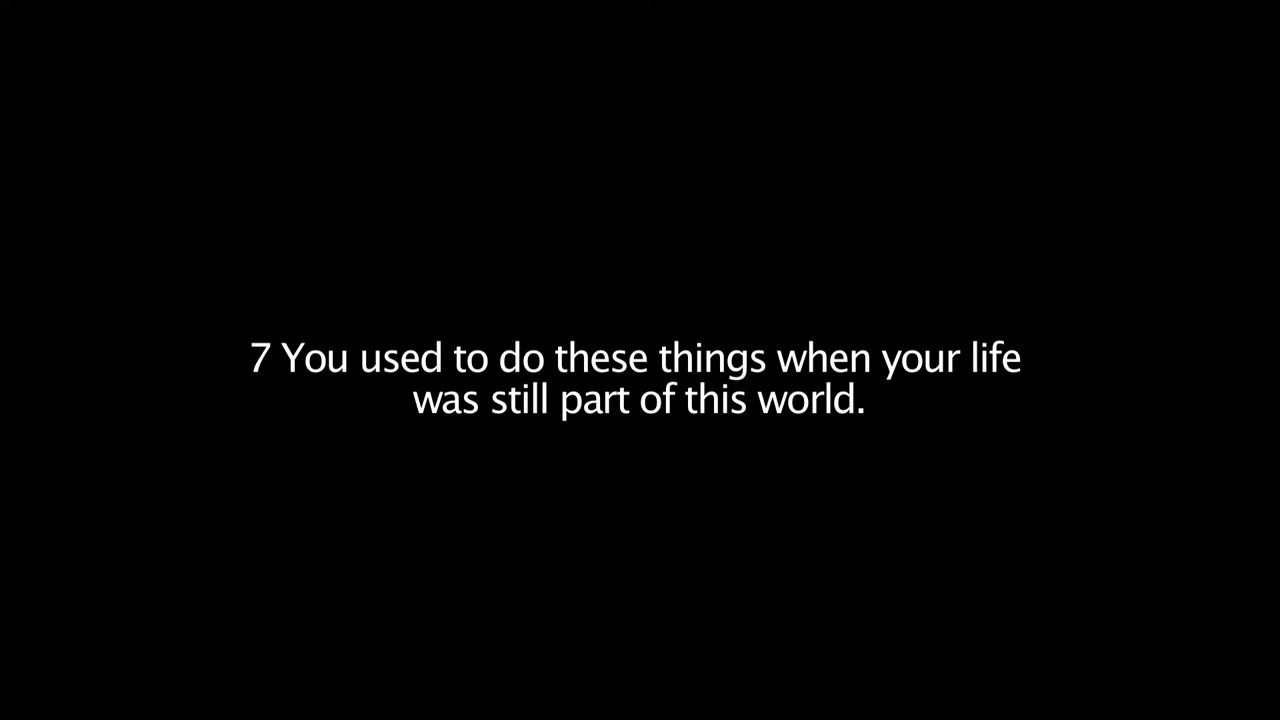 7 You used to do these things when your life
was still part of this world.